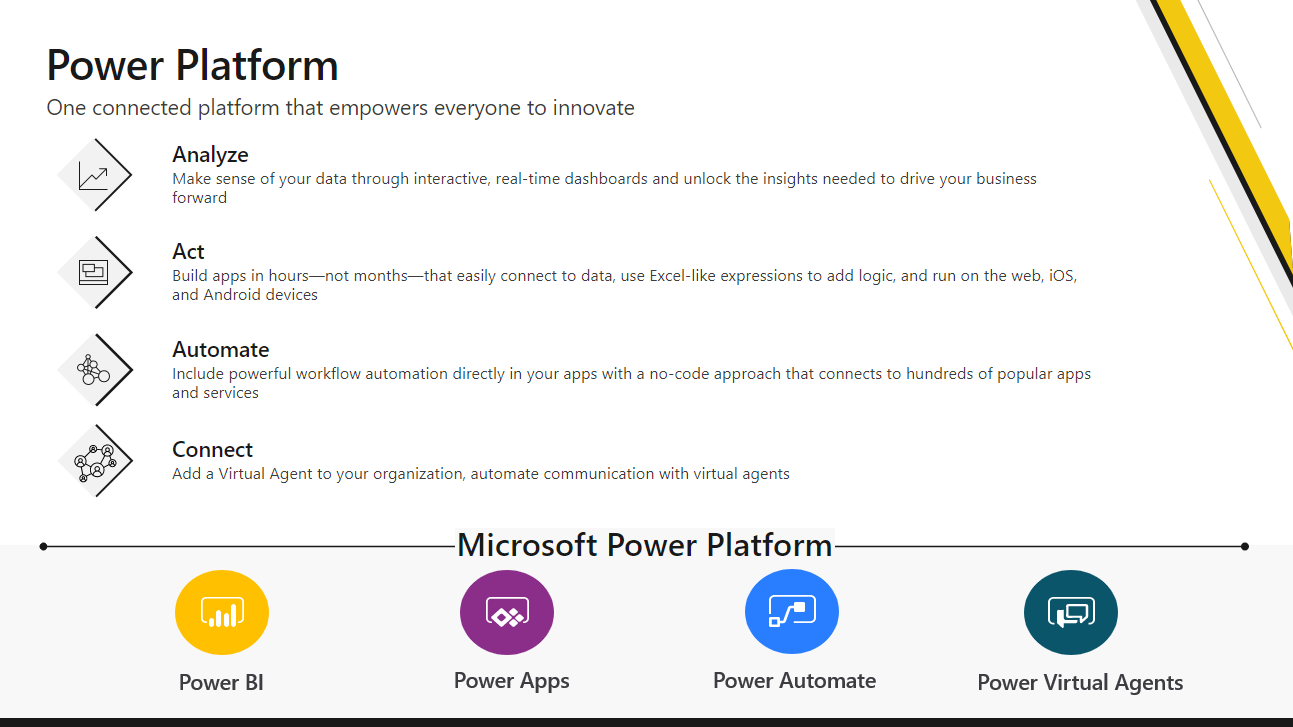 Power Platform
One connected platform that empowers everyone to innovate
Analyze
Make sense of your data through interactive, real-time dashboards and unlock the insights needed to drive your business
forward
Act
Build apps in hours—not months—that easily connect to data, use Excel-like expressions to add logic, and run on the web, iOS,
and Android devices
Automate
Include powerful workflow automation directly in your apps with a no-code approach that connects to hundreds of popular apps
and services
Connect
Add a Virtual Agent to your organization, automate communication with virtual agents
Microsoft Power Platform
Power BI
Power Apps
Power Automate
Power Virtual Agents